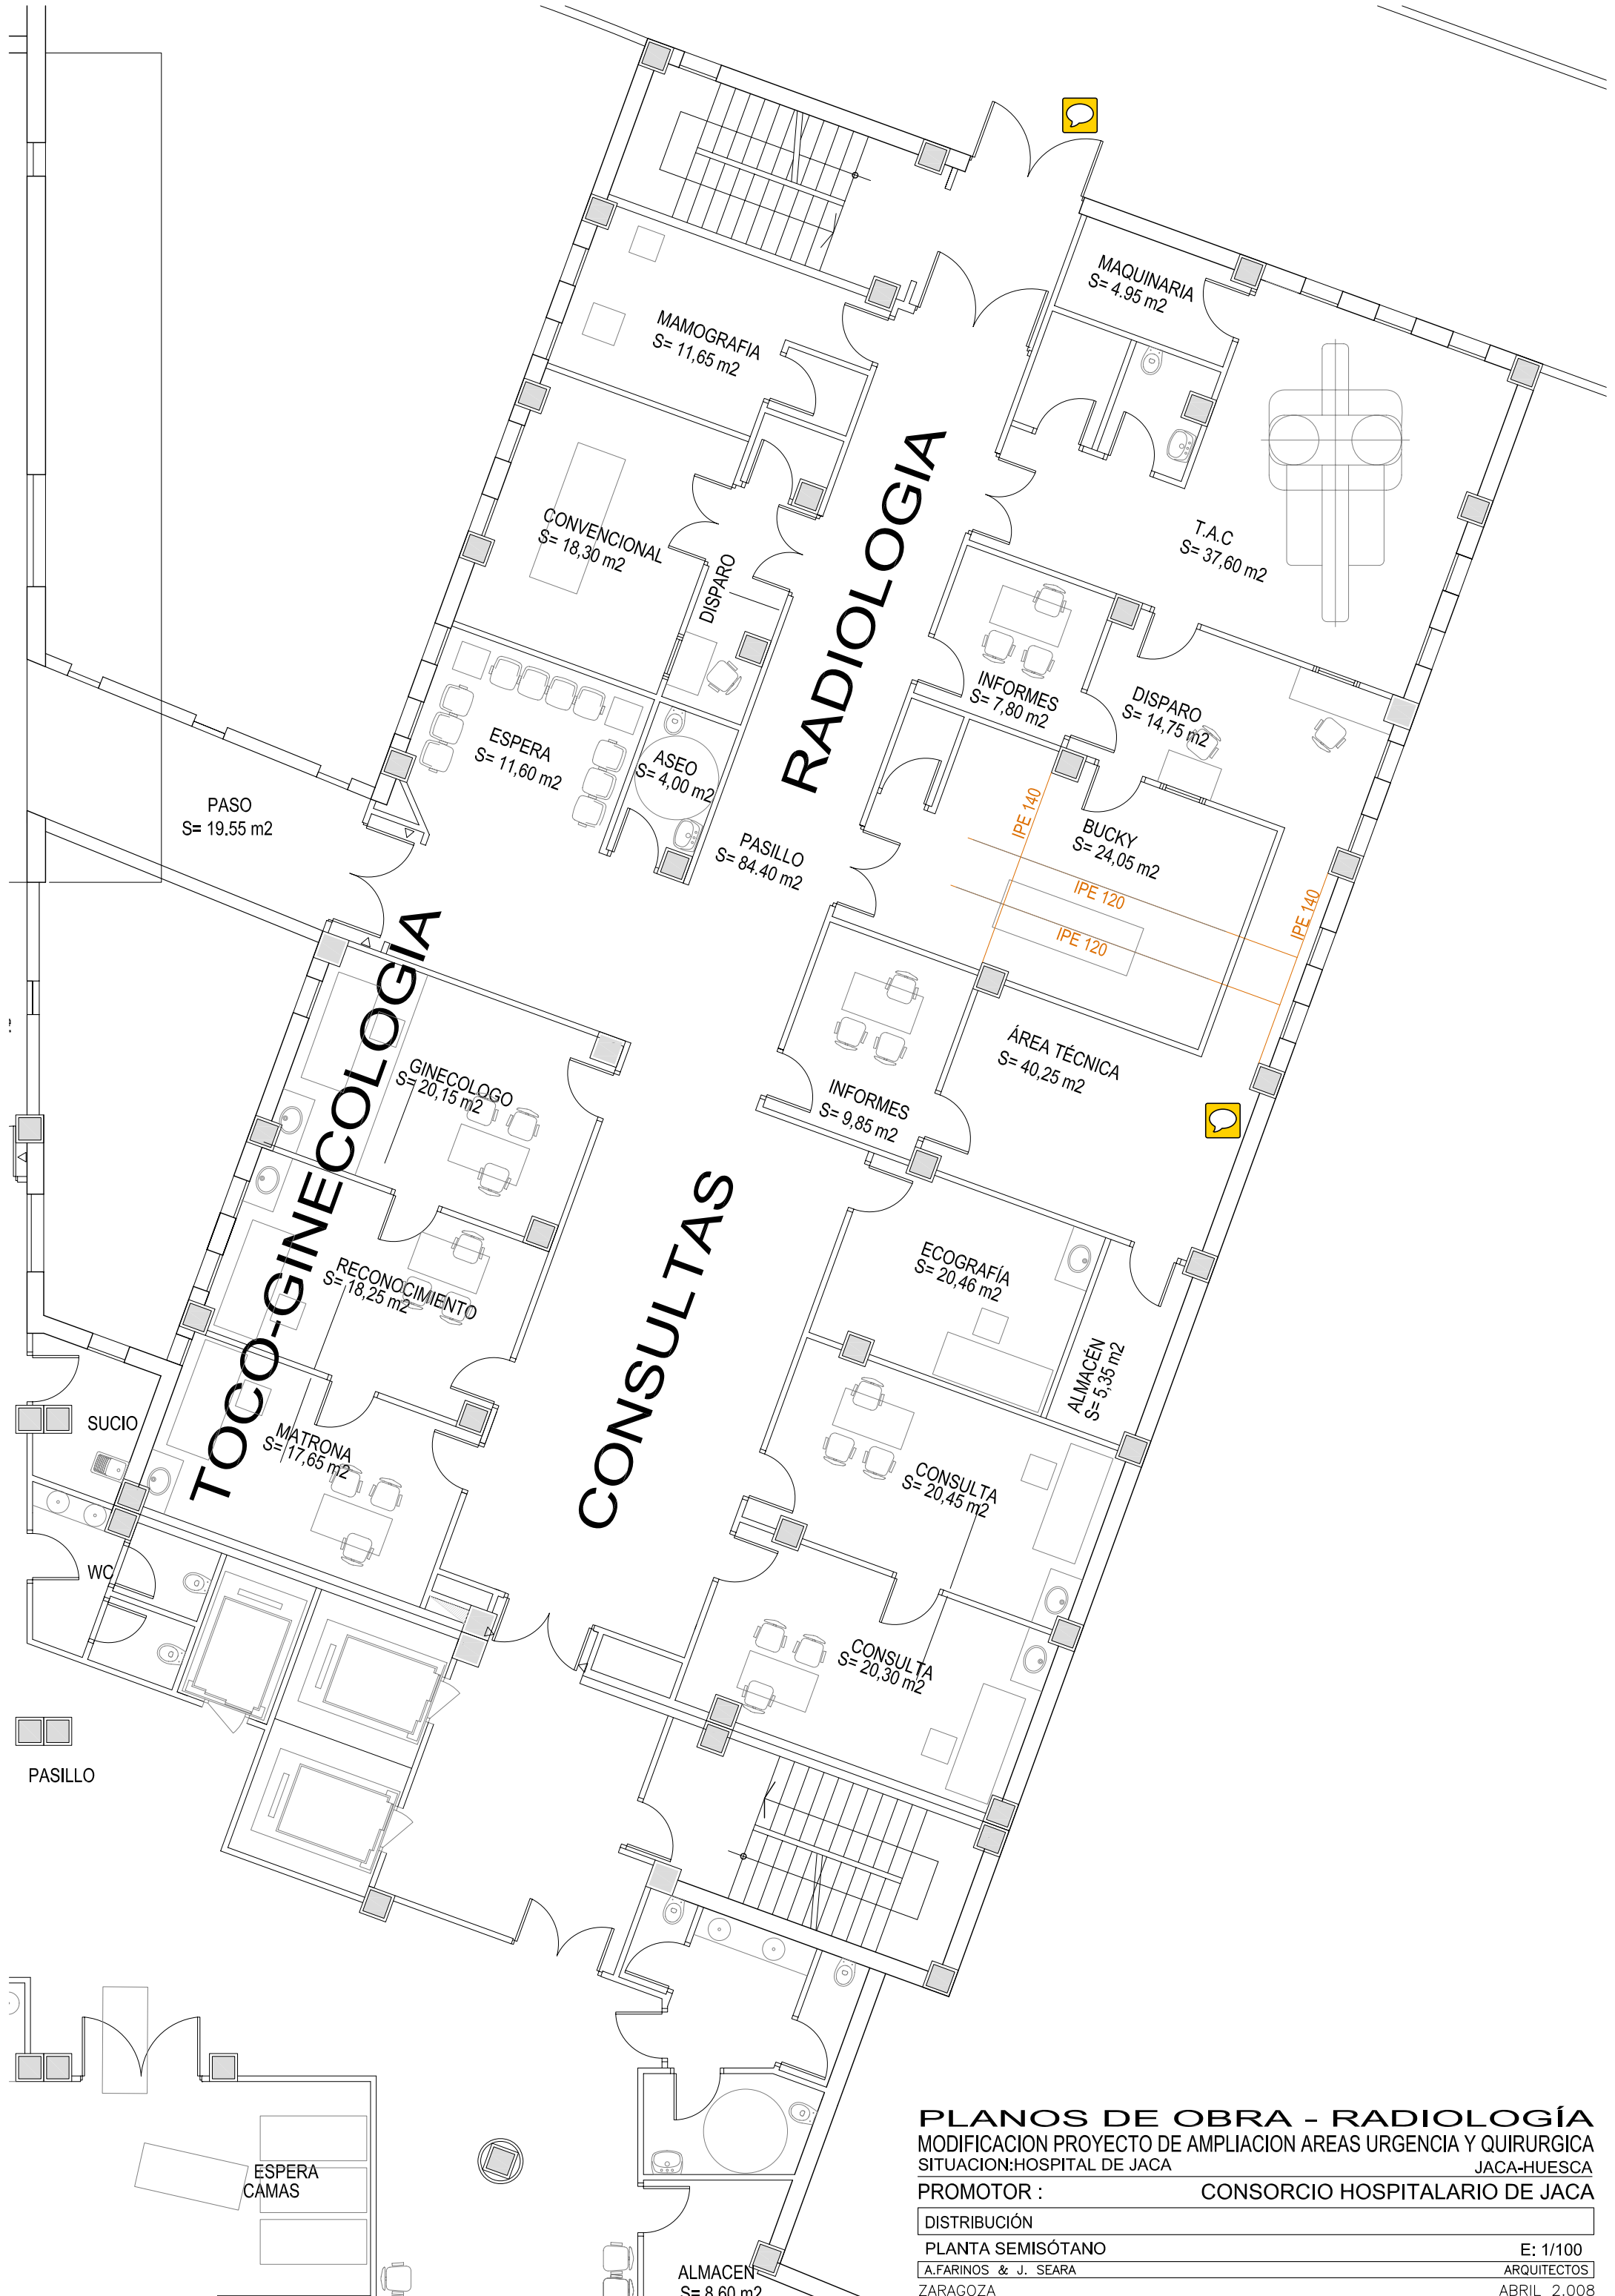 MAQUINARIA
S= 4.95 m2
MAMOGRAFIA
S= 11,65 m2
CONVENCIONAL
S= 18,30 m2
DISPARO
RADIOLOGIA
T.A.C
S= 37,60 m2
INFORMES
S= 7,80 m2
DISPARO
S= 14,75 m2
ESPERA
S= 11,60 m2
ASEO
S= 4,00 m2
PASO
S= 19.55 m2
PASILLO
S= 84.40 m2
IPE 140
BUCKY
S= 24,05 m2
IPE 120
IPE 120
IPE 140
TOCO-GINECOLOGIA
GINECOLOGO
S= 20,15 m2
INFORMES
S= 9,85 m2
ÁREA TÉCNICA
S= 40,25 m2
CONSULTAS
RECONOCIMIENTO
S= 18,25 m2
ECOGRAFÍA
S= 20,46 m2
ALMACÉN
S= 5,35 m2
SUCIO
MATRONA
S= 17,65 m2
CONSULTA
S= 20,45 m2
WC
CONSULTA
S= 20,30 m2
PASILLO
ESPERA
CAMAS
ALMACEN
S= 8,60 m2
PLANOS DE OBRA - RADIOLOGÍA
MODIFICACION PROYECTO DE AMPLIACION AREAS URGENCIA Y QUIRURGICA
SITUACION:HOSPITAL DE JACA JACA-HUESCA
PROMOTOR : CONSORCIO HOSPITALARIO DE JACA
DISTRIBUCIÓN
PLANTA SEMISÓTANO E: 1/100
A.FARINOS & J. SEARA ARQUITECTOS
ZARAGOZA ABRIL 2.008